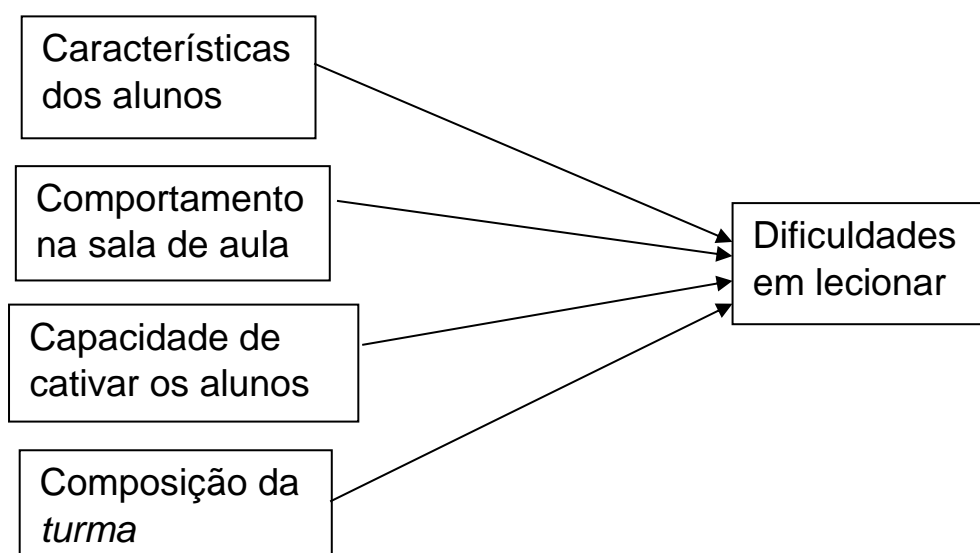 Características
dos alunos
Comportamento
na sala de aula
Dificuldades
em lecionar
Capacidade de
cativar os alunos
Composição da
turma